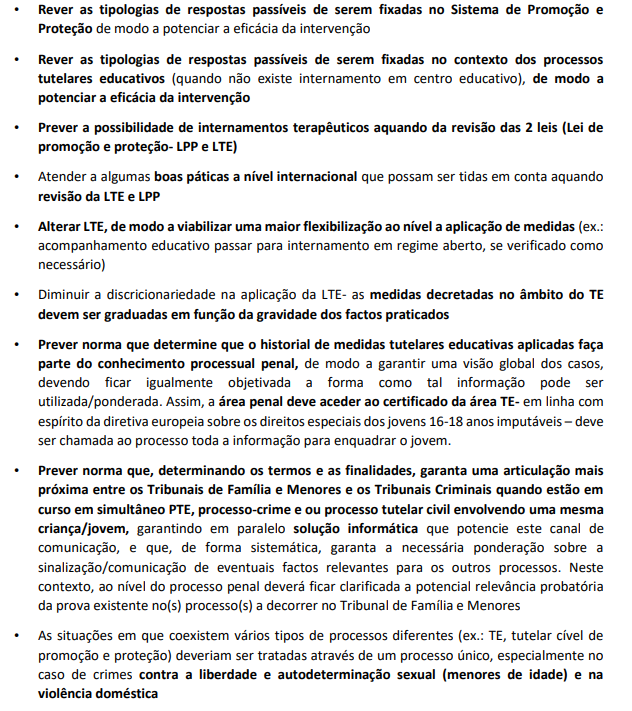 • Rever as tipologias de respostas passíveis de serem fixadas no Sistema de Promoção e
Proteção de modo a potenciar a eficácia da intervenção
• Rever as tipologias de respostas passíveis de serem fixadas no contexto dos processos
tutelares educativos (quando não existe internamento em centro educativo), de modo a
potenciar a eficácia da intervenção
• Prever a possibilidade de internamentos terapêuticos aquando da revisão das 2 leis (Lei de
promoção e proteção- LPP e LTE)
• Atender a algumas boas páticas a nível internacional que possam ser tidas em conta aquando
revisão da LTE e LPP
• Alterar LTE, de modo a viabilizar uma maior flexibilização ao nível a aplicação de medidas (ex.:
acompanhamento educativo passar para internamento em regime aberto, se verificado como
necessário)
• Diminuir a discricionariedade na aplicação da LTE- as medidas decretadas no âmbito do TE
devem ser graduadas em função da gravidade dos factos praticados
• Prever norma que determine que o historial de medidas tutelares educativas aplicadas faça
parte do conhecimento processual penal, de modo a garantir uma visão global dos casos,
devendo ficar igualmente objetivada a forma como tal informação pode ser
utilizada/ponderada. Assim, a área penal deve aceder ao certificado da área TE- em linha com
espírito da diretiva europeia sobre os direitos especiais dos jovens 16-18 anos imputáveis – deve
ser chamada ao processo toda a informação para enquadrar o jovem.
• Prever norma que, determinando os termos e as finalidades, garanta uma articulação mais
próxima entre os Tribunais de Família e Menores e os Tribunais Criminais quando estão em
curso em simultâneo PTE, processo-crime e ou processo tutelar civil envolvendo uma mesma
criança/jovem, garantindo em paralelo solução informática que potencie este canal de
comunicação, e que, de forma sistemática, garanta a necessária ponderação sobre a
sinalização/comunicação de eventuais factos relevantes para os outros processos. Neste
contexto, ao nível do processo penal deverá ficar clarificada a potencial relevância probatória
da prova existente no(s) processo(s) a decorrer no Tribunal de Família e Menores
• As situações em que coexistem vários tipos de processos diferentes (ex.: TE, tutelar cível de
promoção e proteção) deveriam ser tratadas através de um processo único, especialmente no
caso de crimes contra a liberdade e autodeterminação sexual (menores de idade) e na
violência doméstica